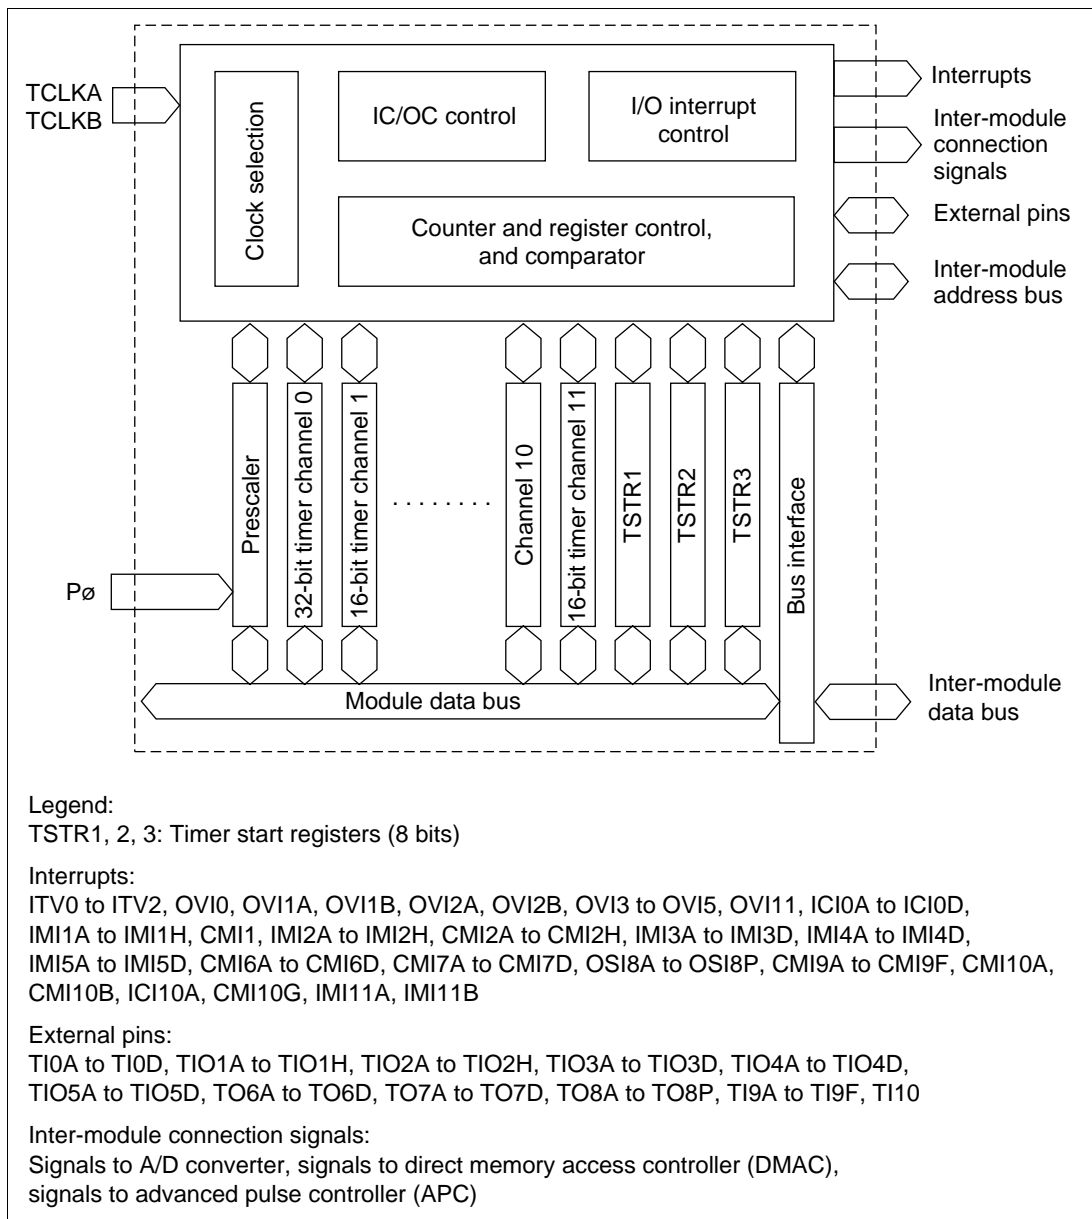 TCLKA
TCLKB
Clock selection
IC/OC control
I/O interrupt
control
Counter and register control,
and comparator
Interrupts
Inter-module
connection
signals
External pins
Inter-module
address bus
Pø
Prescaler
32-bit timer channel 0
16-bit timer channel 1
. . . . . . . .
Channel 10
16-bit timer channel 11
TSTR1
TSTR2
TSTR3
Bus interface
Module data bus
Inter-module
data bus
Legend:
TSTR1, 2, 3: Timer start registers (8 bits)
Interrupts:
ITV0 to ITV2, OVI0, OVI1A, OVI1B, OVI2A, OVI2B, OVI3 to OVI5, OVI11, ICI0A to ICI0D,
IMI1A to IMI1H, CMI1, IMI2A to IMI2H, CMI2A to CMI2H, IMI3A to IMI3D, IMI4A to IMI4D,
IMI5A to IMI5D, CMI6A to CMI6D, CMI7A to CMI7D, OSI8A to OSI8P, CMI9A to CMI9F, CMI10A,
CMI10B, ICI10A, CMI10G, IMI11A, IMI11B
External pins:
TI0A to TI0D, TIO1A to TIO1H, TIO2A to TIO2H, TIO3A to TIO3D, TIO4A to TIO4D,
TIO5A to TIO5D, TO6A to TO6D, TO7A to TO7D, TO8A to TO8P, TI9A to TI9F, TI10
Inter-module connection signals:
Signals to A/D converter, signals to direct memory access controller (DMAC),
signals to advanced pulse controller (APC)